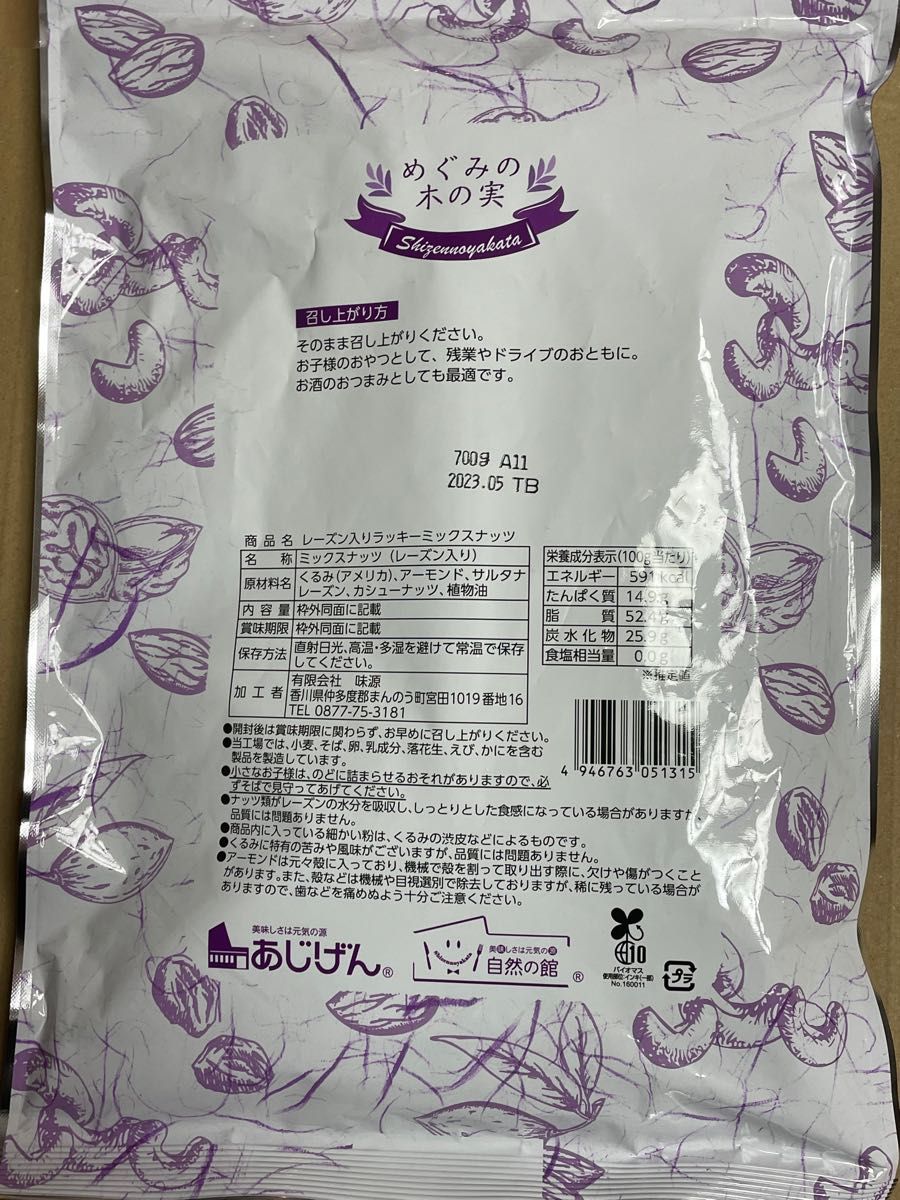 めぐみの
木の実
Shizennoyakata
召し上がり方
そのまま召し上がりください。
お子様のおやつとして、残業やドライブのおともに。
お酒のおつまみとしても最適です。
700g A11
2023.05 TB
商品名 レーズン入りラッキーミックスナッツ
名称 ミックスナッツ(レーズン入り)
原材料名 くるみ(アメリカ)、アーモンド、サルタナ
レーズン、カシューナッツ、植物油
内容量 枠外同面に記載
賞味期限 枠外同面に記載
保存方法 直射日光、高温・多湿を避けて常温で保存
してください。
加工者 有限会社 味源
香川県仲多度郡まんのう町宮田1019番地16
TEL 0877-75-3181
栄養成分表示(100g当たり)
エネルギー 591kcal
たんぱく質 14.9g
脂質 52.4g
炭水化物 25.9g
食塩相当量 0.0g
※推定値
4 946763 051315
●開封後は賞味期限に関わらず、お早めに召し上がりください。
●当工場では、小麦、そば、卵、乳成分、落花生、えび、かにを含む
製品を製造しています。
●小さなお子様は、のどに詰まらせるおそれがありますので、必
ずそばで見守ってあげてください。
●ナッツ類がレーズンの水分を吸収し、しっとりとした食感になっている場合がありますが、
品質には問題ありません。
●商品内に入っている細かい粉は、くるみの渋皮などによるものです。
●くるみに特有の苦みや風味がございますが、品質には問題ありません。
●アーモンドは元々殻に入っており、機械で殻を割って取り出す際に、欠けや傷がつくこと
があります。また、殻などは機械や目視選別で除去しておりますが、稀に残っている場合が
ありますので、歯などを痛めぬよう十分ご注意ください。
美味しさは元気の源
あじげん®
Shizennoyakata
美味しさは元気の源
自然の館®
10
バイオマス
使用部位:インキ(一部)
No.160011
プラ